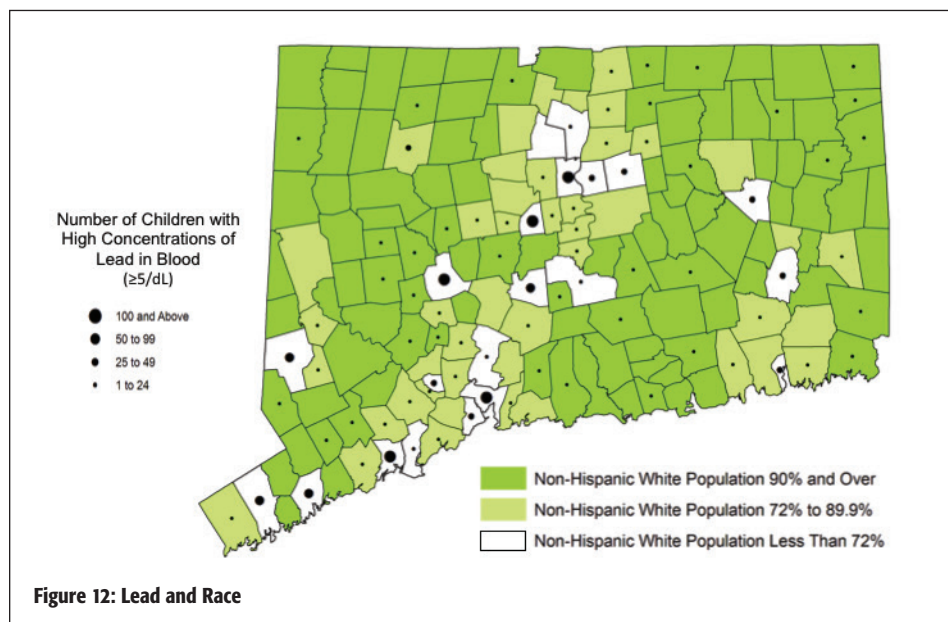 Number of Children with
High Concentrations of
Lead in Blood
(≥5/dL)
100 and Above
50 to 99
25 to 49
1 to 24
Non-Hispanic White Population 90% and Over
Non-Hispanic White Population 72% to 89.9%
Non-Hispanic White Population Less Than 72%
Figure 12: Lead and Race